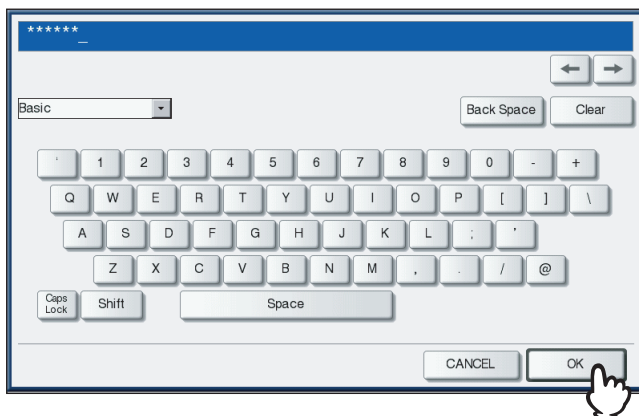 ******_
← →
Basic Back Space Clear
` 1 2 3 4 5 6 7 8 9 0 - +
Q W E R T Y U I O P [ ] \
A S D F G H J K L ; '
Z X C V B N M , . / @
Caps Lock Shift Space
CANCEL OK